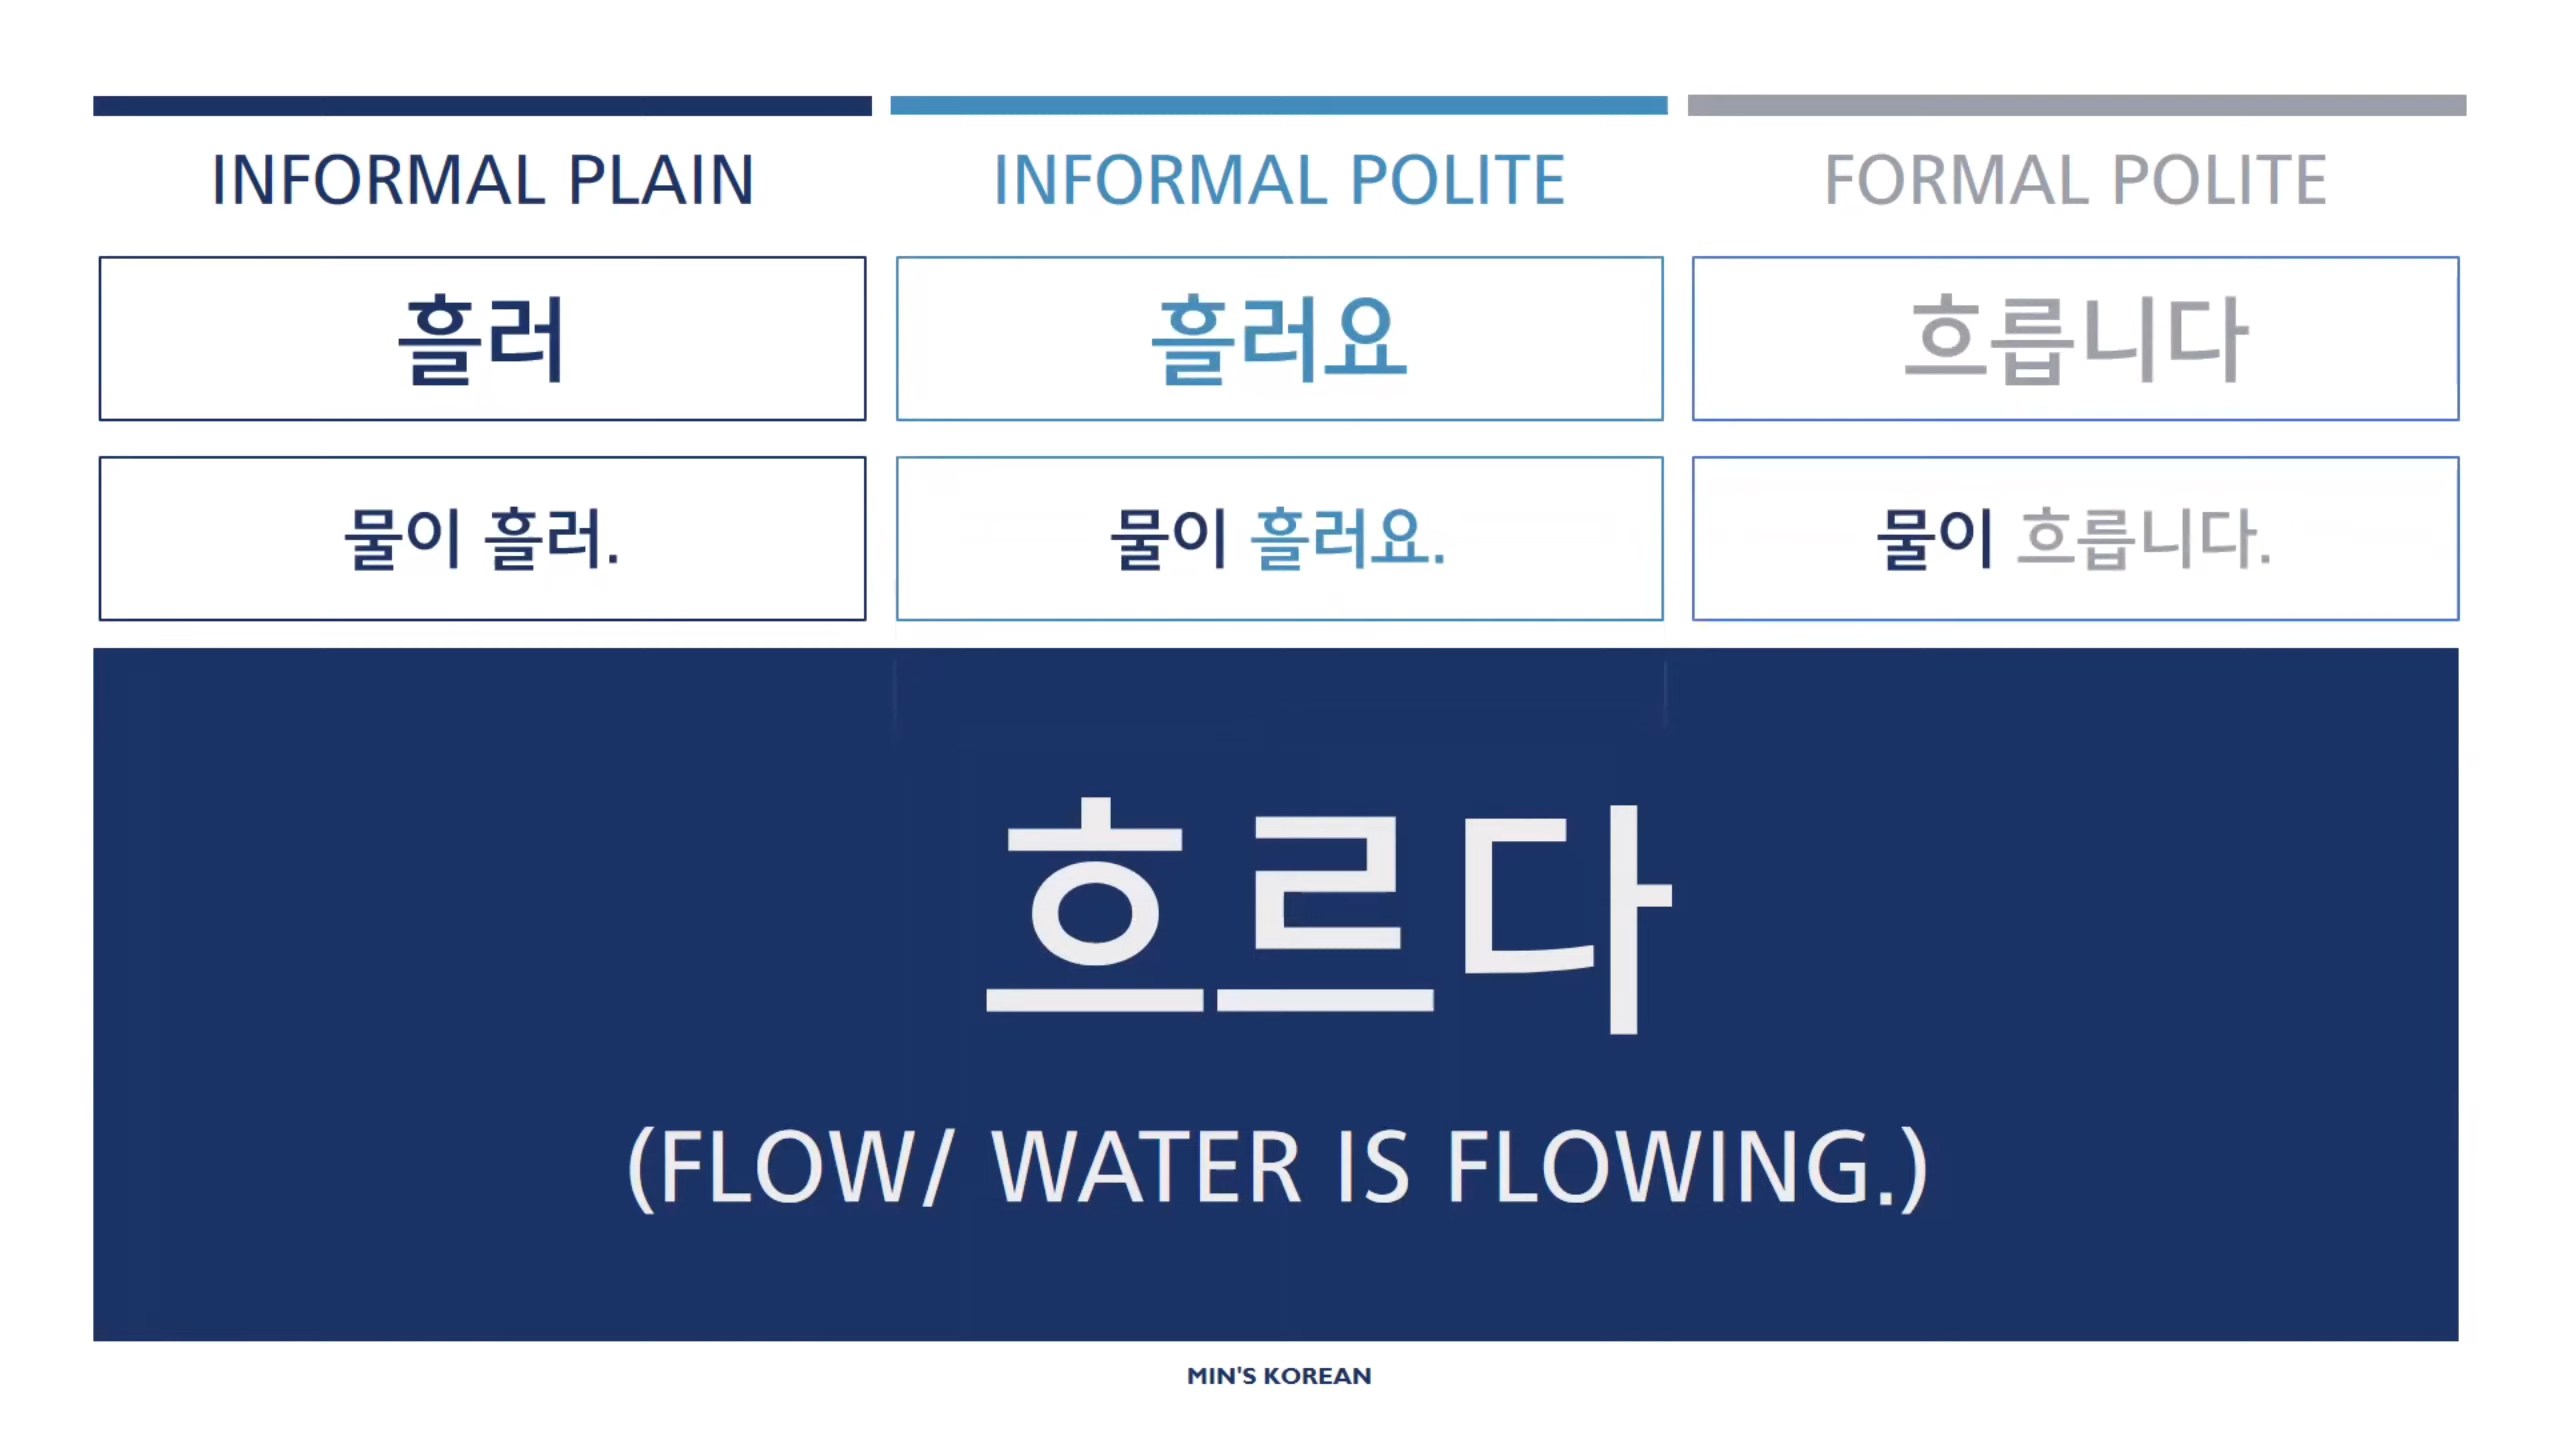 INFORMAL PLAIN
INFORMAL POLITE
FORMAL POLITE
흘러
흘러요
흐릅니다
물이 흘러.
물이 흘러요.
물이 흐릅니다.
흐르다
(FLOW/ WATER IS FLOWING.)
MIN'S KOREAN